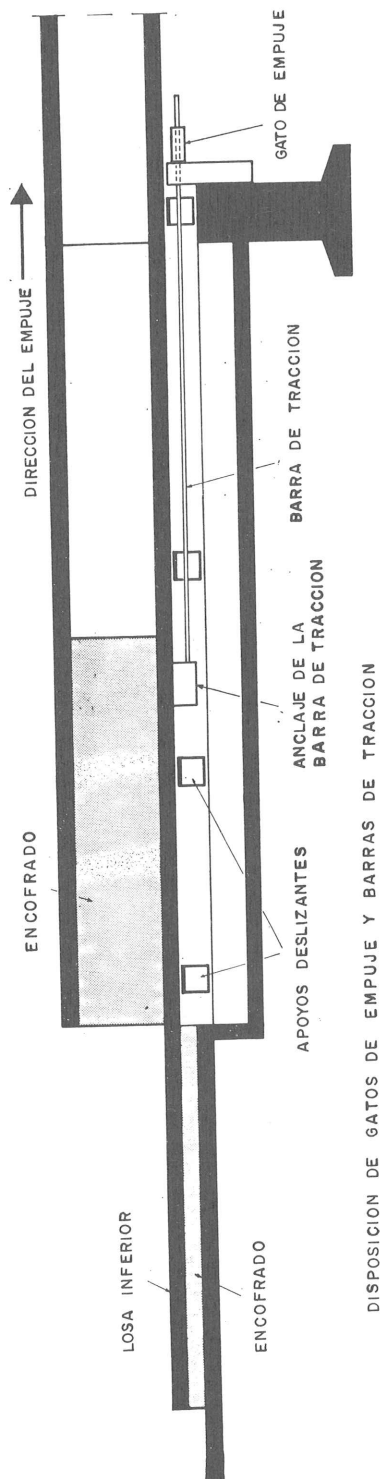 DIRECCION DEL EMPUJE
ENCOFRADO
LOSA INFERIOR
ENCOFRADO
APOYOS DESLIZANTES
ANCLAJE DE LA
BARRA DE TRACCION
BARRA DE TRACCION
GATO DE EMPUJE
DISPOSICION DE GATOS DE EMPUJE Y BARRAS DE TRACCION